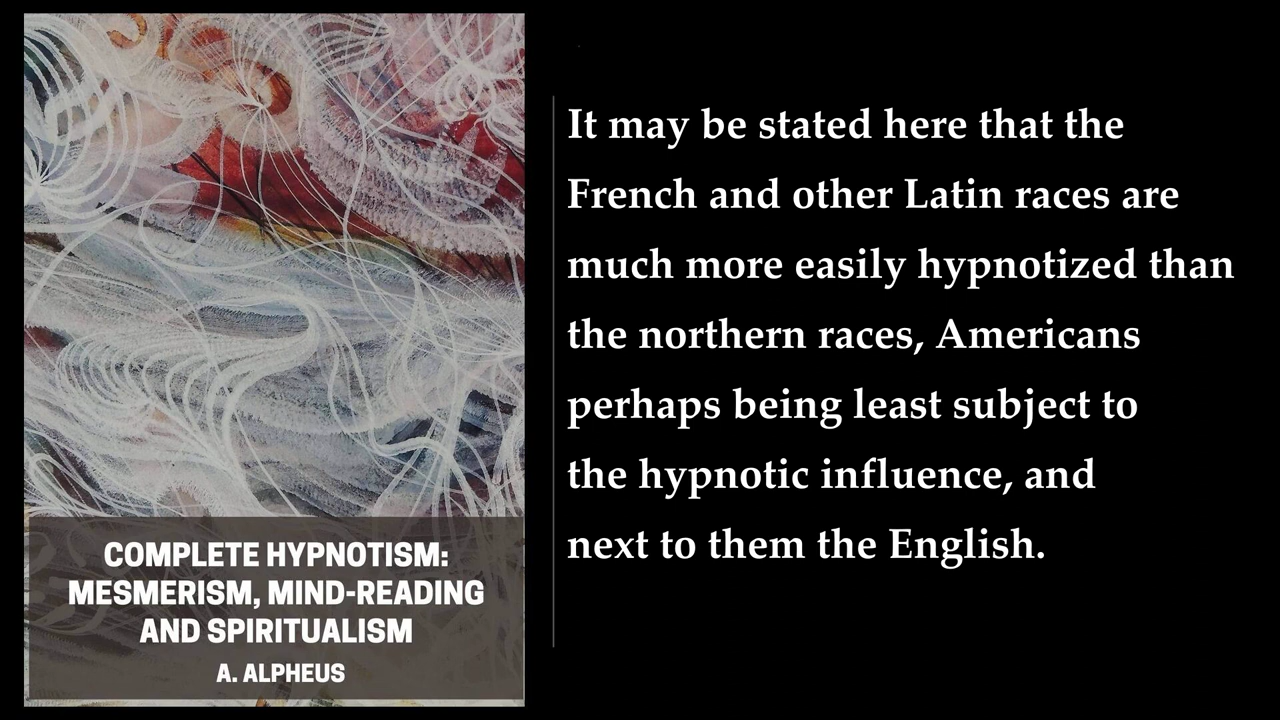 COMPLETE HYPNOTISM:
MESMERISM, MIND-READING
AND SPIRITUALISM
A. ALPHEUS
It may be stated here that the
French and other Latin races are
much more easily hypnotized than
the northern races, Americans
perhaps being least subject to
the hypnotic influence, and
next to them the English.